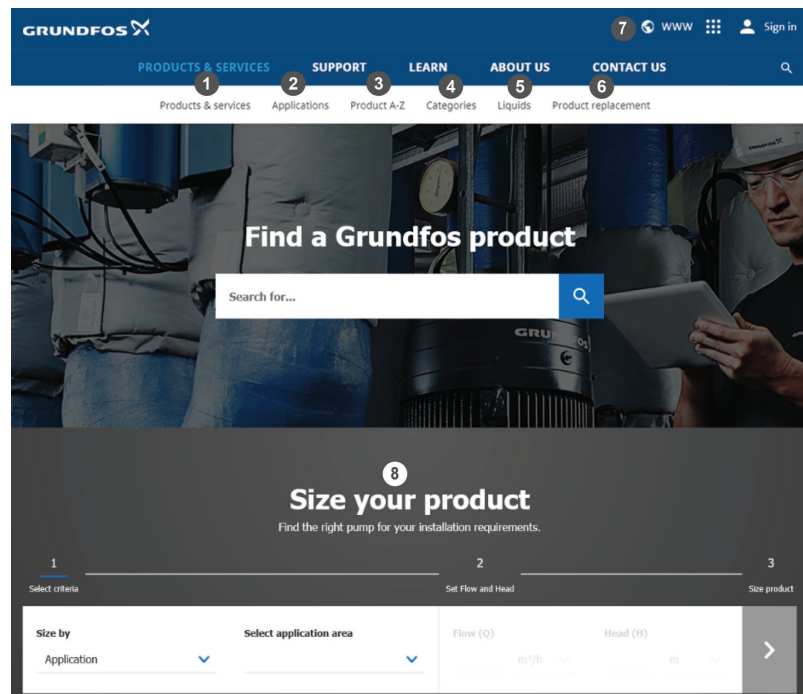 GRUNDFOS
7 WWW Sign in
PRODUCTS & SERVICES SUPPORT LEARN ABOUT US CONTACT US
1 2 3 4 5 6
Products & services Applications Product A-Z Categories Liquids Product replacement
GRUNDFOS
Find a Grundfos product
Search for...
8
Size your product
Find the right pump for your installation requirements.
1 2 3
Select criteria Set Flow and Head Size product
Size by Select application area Flow (Q) Head (H)
Application m³/h m